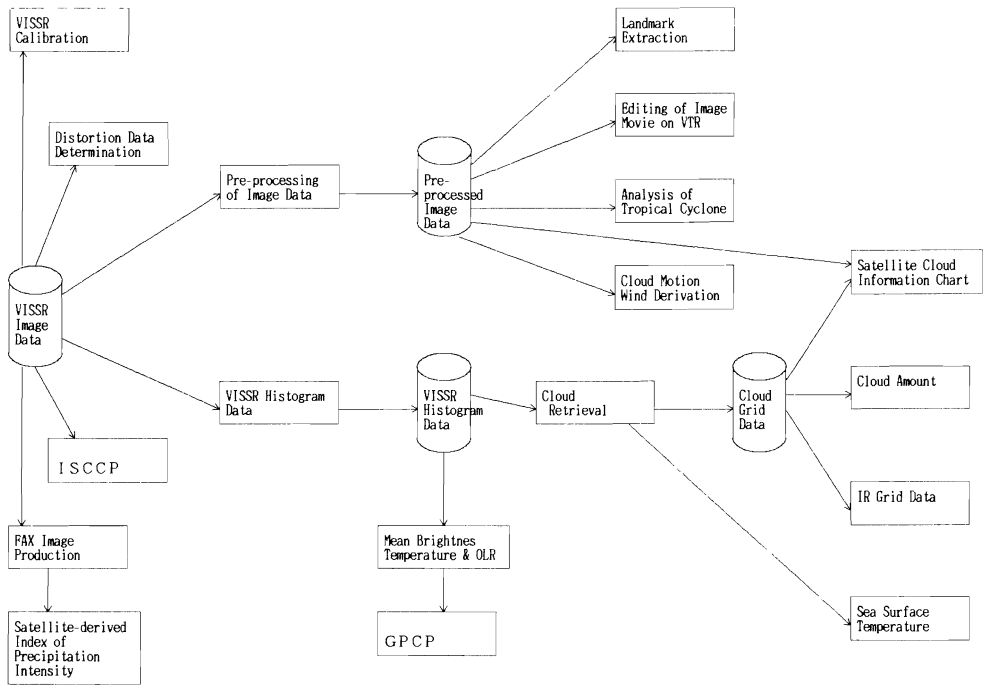 VISSR
Calibration
Landmark
Extraction
Distortion Data
Determination
Editing of Image
Movie on VTR
Pre-processing
of Image Data
Pre-
processed
Image
Data
Analysis of
Tropical Cyclone
Satellite Cloud
Information Chart
Cloud Motion
Wind Derivation
VISSR
Image
Data
VISSR Histogram
Data
VISSR
Histogram
Data
Cloud
Retrieval
Cloud
Grid
Data
Cloud Amount
ISCCP
IR Grid Data
FAX Image
Production
Mean Brightnes
Temperature & OLR
Satellite-derived
Index of
Precipitation
Intensity
GPCP
Sea Surface
Temperature